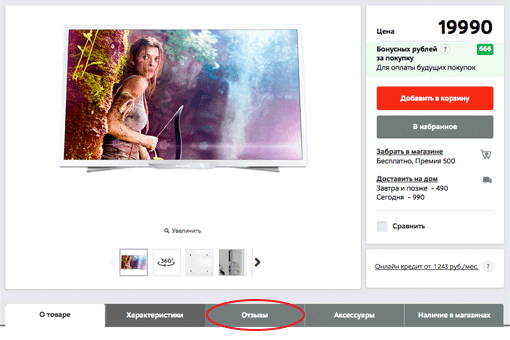 Цена 19990
Бонусных рублей ? 666
за покупку
Для оплаты будущих покупок
Добавить в корзину
В избранное
Забрать в магазине
Бесплатно, Премия 500
Доставить на дом
Завтра и позже - 490
Сегодня - 990
Сравнить
Онлайн кредит от 1 243 руб./мес. ?
Увеличить
360°
О товаре
Характеристики
Отзывы
Аксессуары
Наличие в магазинах